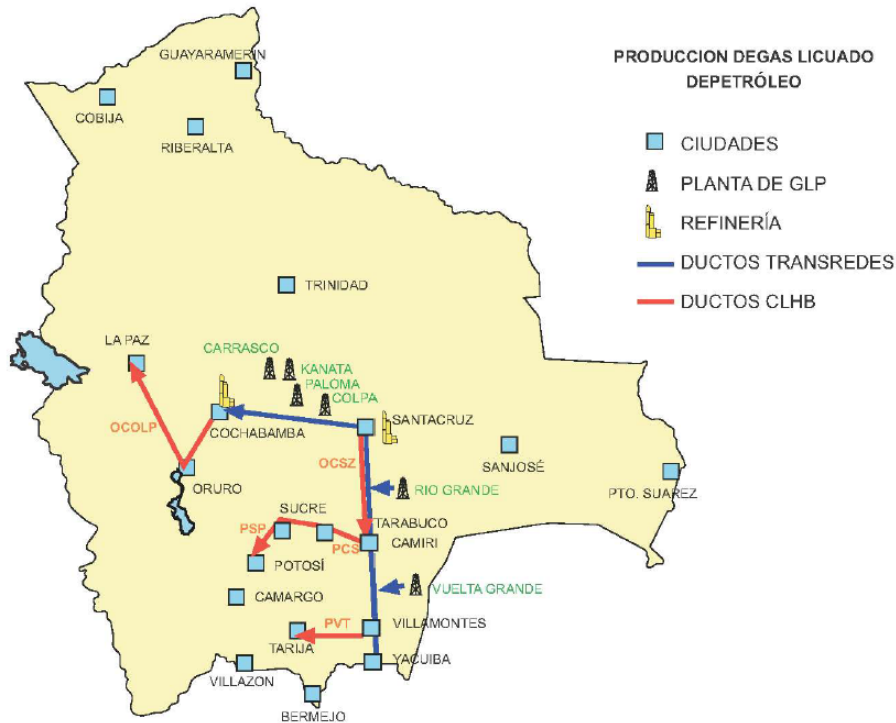 GUAYARAMERIN
PRODUCCION DEGAS LICUADO
DEPETRÓLEO
COBIJA
RIBERALTA
CIUDADES
PLANTA DE GLP
REFINERÍA
DUCTOS TRANSREDES
DUCTOS CLHB
TRINIDAD
LA PAZ
CARRASCO
KANATA
PALOMA
COLPA
SANTACRUZ
OCOLP
COCHABAMBA
OCSZ
SANJOSÉ
ORURO
RIO GRANDE
PTO. SUAREZ
SUCRE
TARABUCO
PSP
PCS
CAMIRI
POTOSÍ
VUELTA GRANDE
CAMARGO
PVT
VILLAMONTES
TARIJA
YACUIBA
VILLAZON
BERMEJO